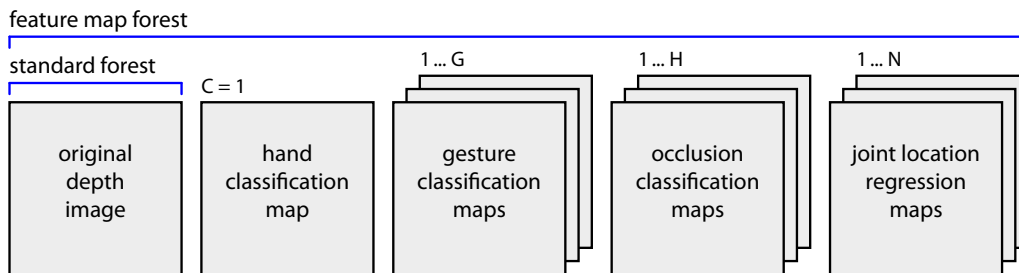 feature map forest
standard forest
C = 1
1 ... G
1 ... H
1 ... N
original
depth
image
hand
classification
map
gesture
classification
maps
occlusion
classification
maps
joint location
regression
maps